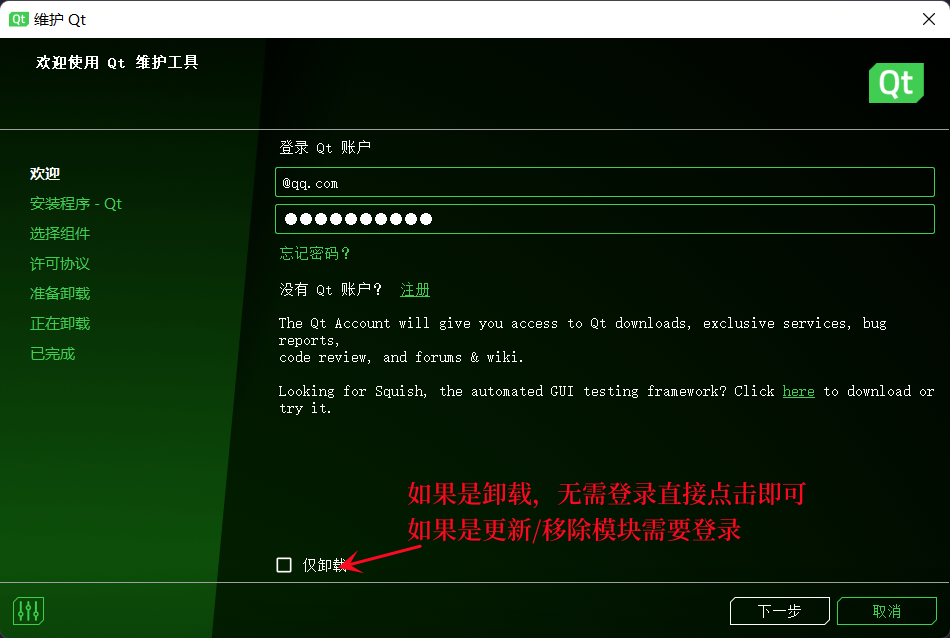 Qt 维护 Qt
欢迎使用 Qt 维护工具
Qt
欢迎
安装程序 - Qt
选择组件
许可协议
准备卸载
正在卸载
已完成
登录 Qt 账户
@qq.com
忘记密码？
没有 Qt 账户？ 注册
The Qt Account will give you access to Qt downloads, exclusive services, bug
reports,
code review, and forums & wiki.
Looking for Squish, the automated GUI testing framework? Click here to download or
try it.
如果是卸载，无需登录直接点击即可
如果是更新/移除模块需要登录
仅卸载
下一步
取消